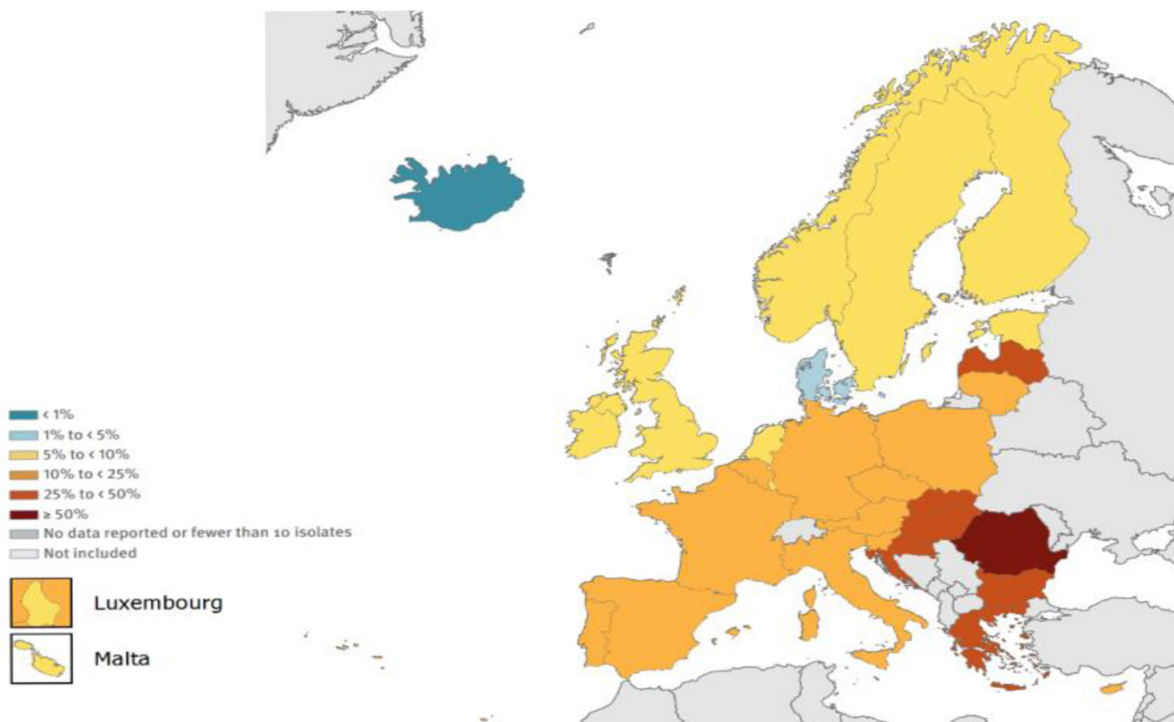 < 1%
1% to < 5%
5% to < 10%
10% to < 25%
25% to < 50%
≥ 50%
No data reported or fewer than 10 isolates
Not included
Luxembourg
Malta